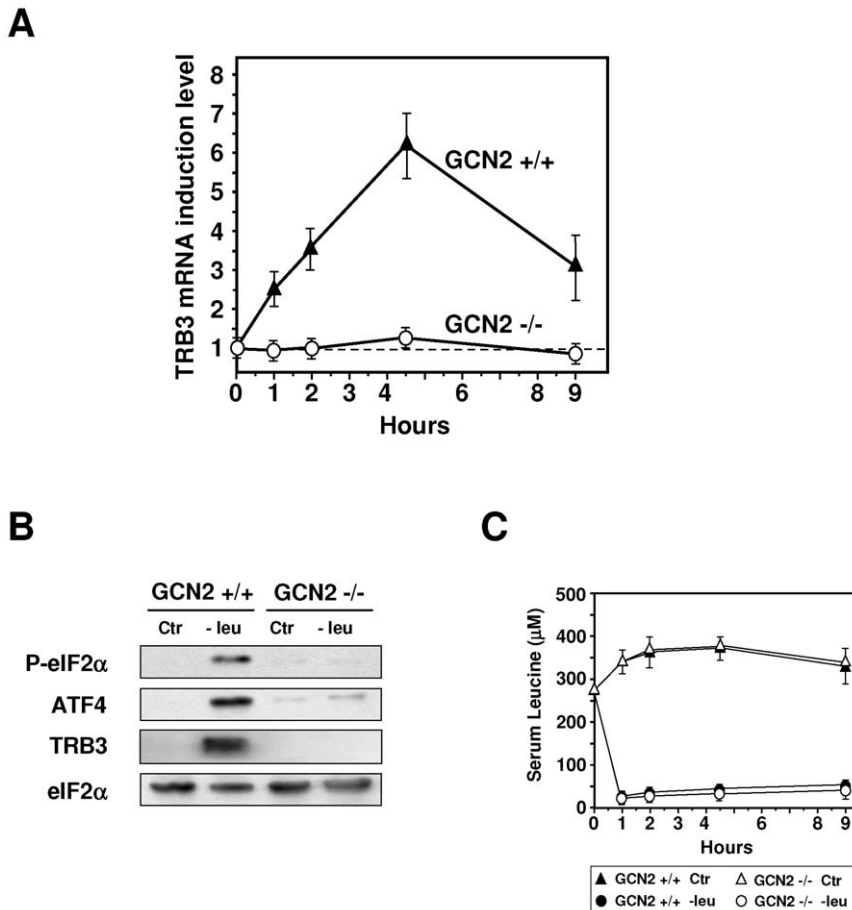 A
TRB3 mRNA induction level
8
7
6
5
4
3
2
1
GCN2 +/+
GCN2 -/-
0 1 2 3 4 6 8 9
Hours
B
GCN2 +/+ GCN2 -/-
Ctr - leu Ctr - leu
P-eIF2α
ATF4
TRB3
eIF2α
C
Serum Leucine (μM)
500
400
300
200
100
0
0 1 2 4 6 8 9
Hours
▲ GCN2 +/+ Ctr △ GCN2 -/- Ctr
● GCN2 +/+ -leu ○ GCN2 -/- -leu